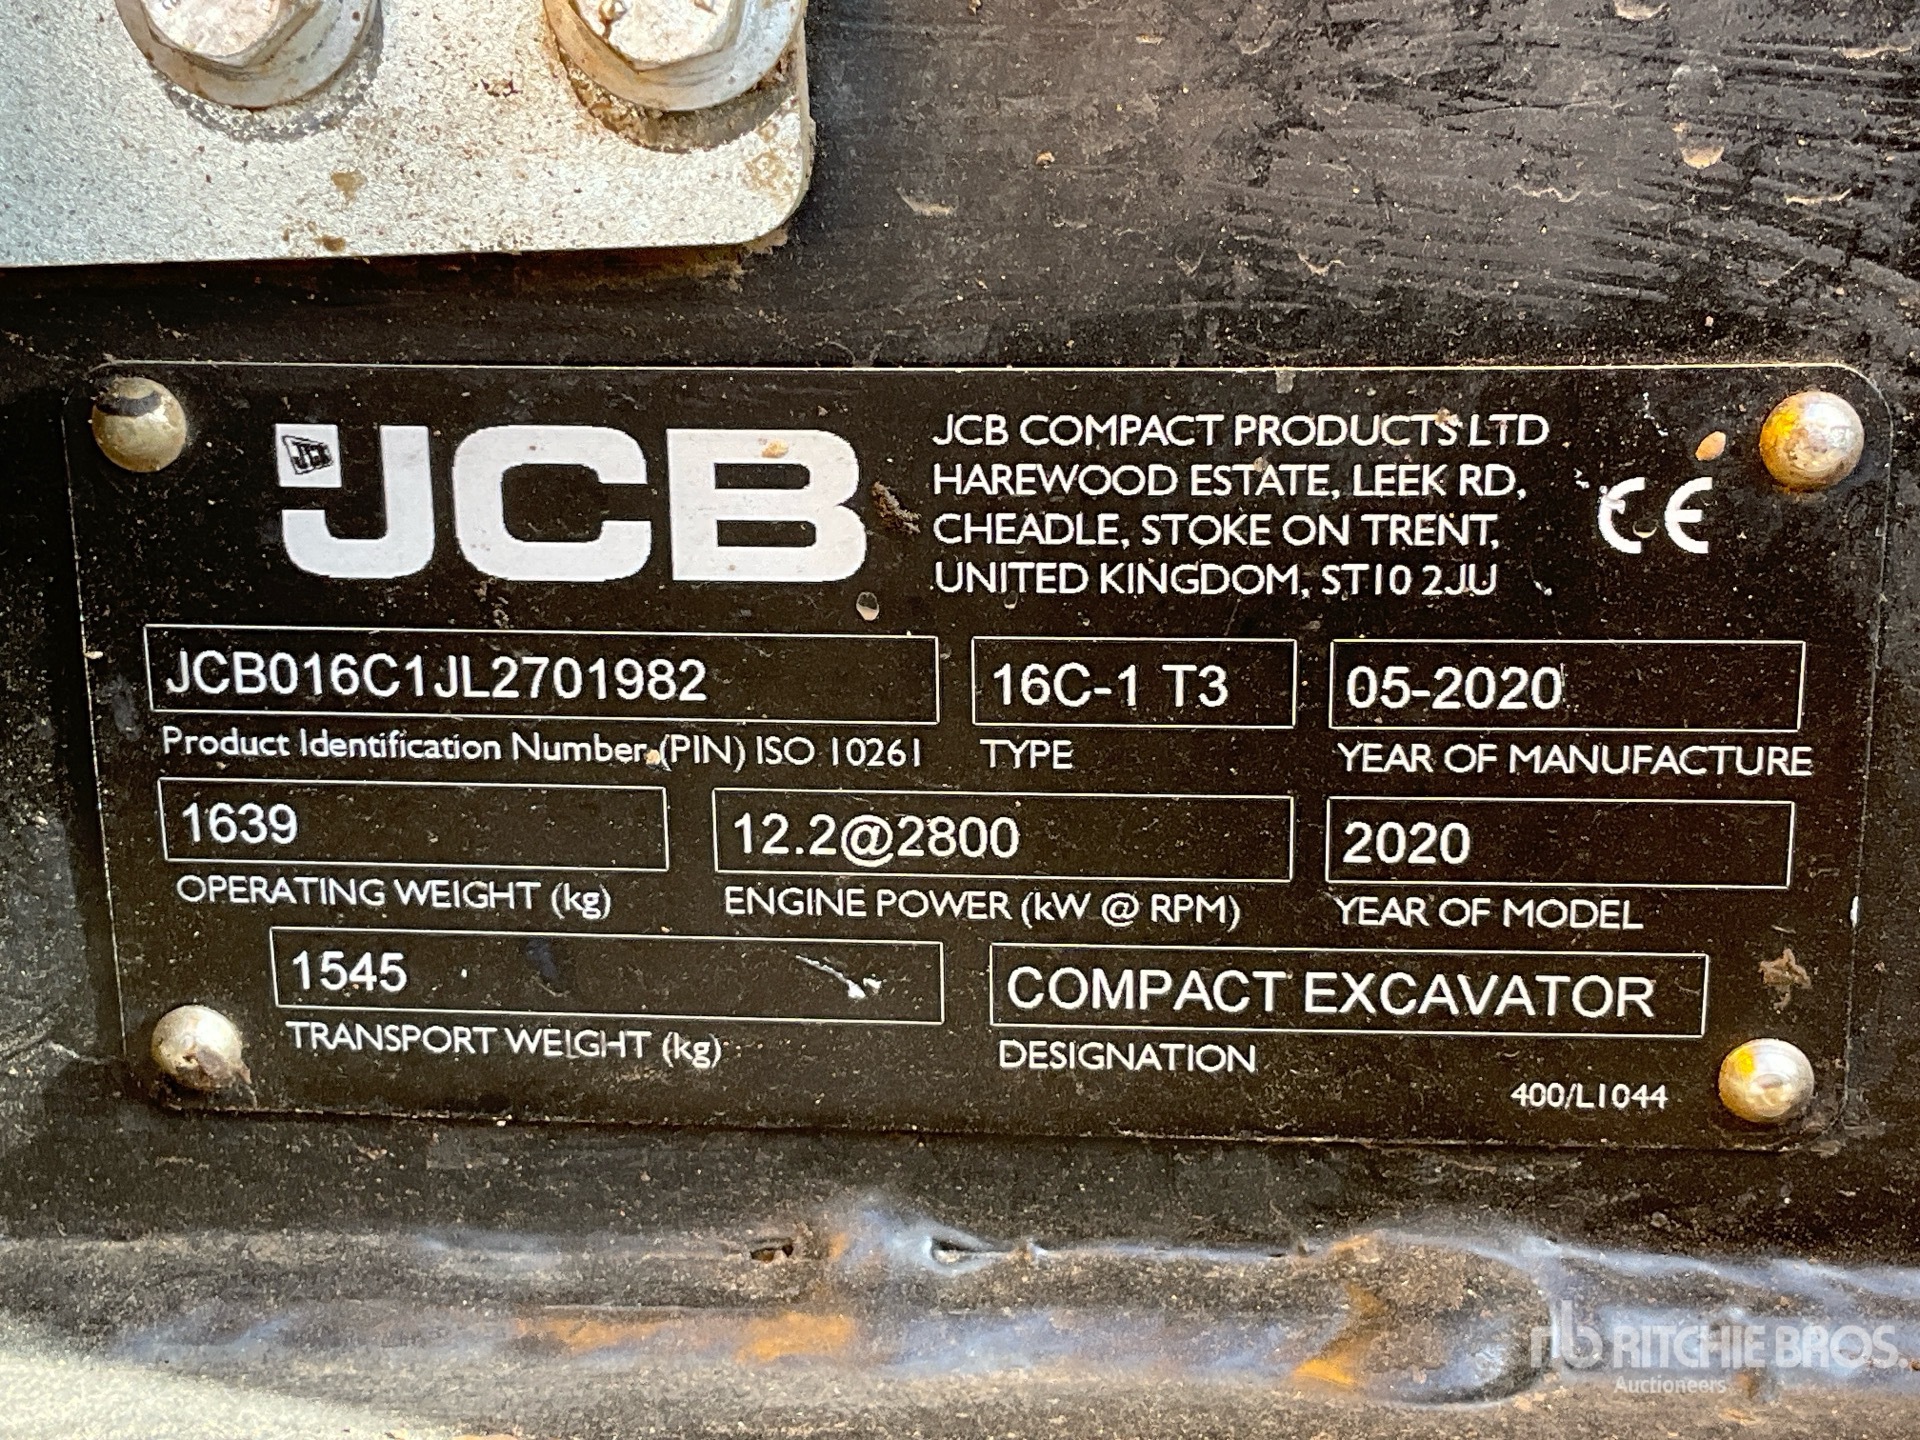 JCB
JCB COMPACT PRODUCTS LTD
HAREWOOD ESTATE, LEEK RD,
CHEADLE, STOKE ON TRENT,
UNITED KINGDOM, ST10 2JU
CE
JCB016C1JL2701982
Product Identification Number (PIN) ISO 10261
16C-1 T3
TYPE
05-2020
YEAR OF MANUFACTURE
1639
OPERATING WEIGHT (kg)
12.2@2800
ENGINE POWER (kW @ RPM)
2020
YEAR OF MODEL
1545
TRANSPORT WEIGHT (kg)
COMPACT EXCAVATOR
DESIGNATION
400/L1044
rb RITCHIE BROS.
Auctioneers